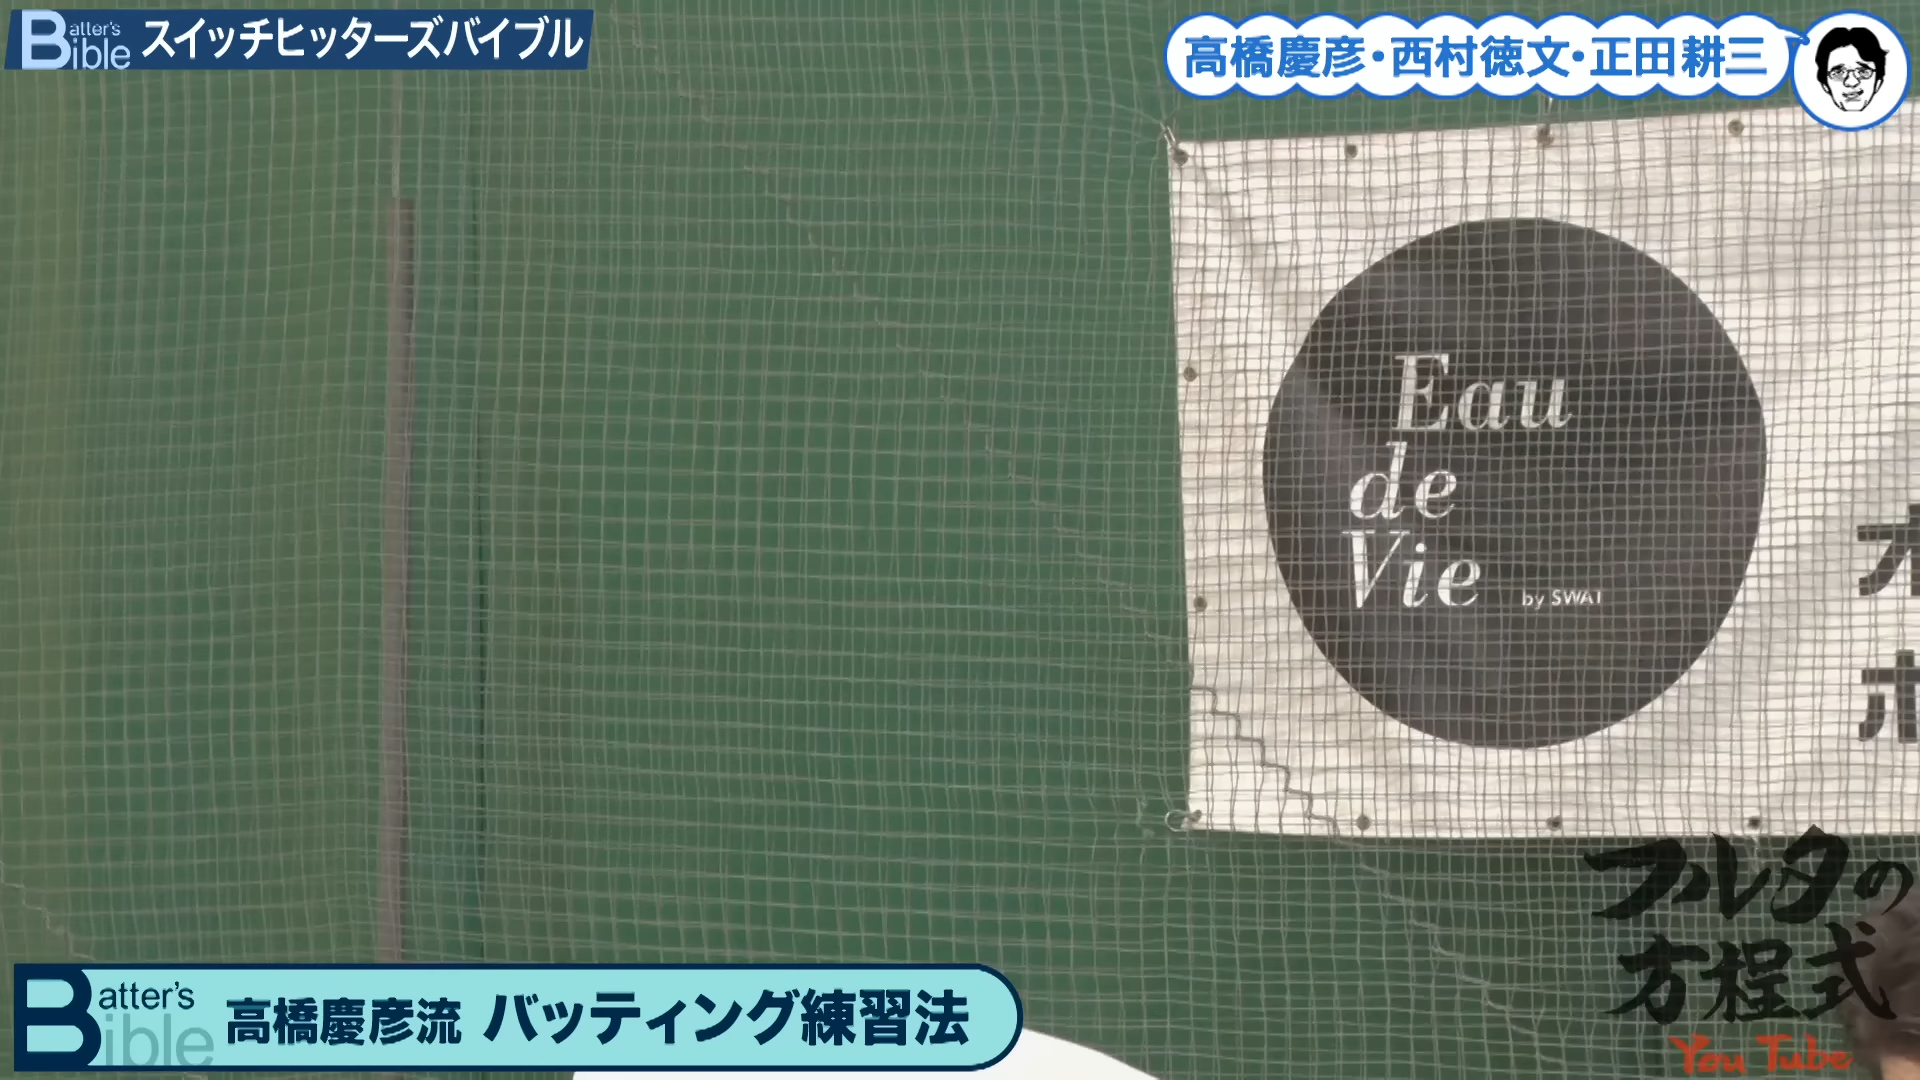 Batter's Bible スイッチヒッターズバイブル
高橋慶彦・西村徳文・正田耕三
Eau
de
Vie by SWAT
オ
ホ
フルタの
方程式
YouTube
Batter's Bible 高橋慶彦流 バッティング練習法